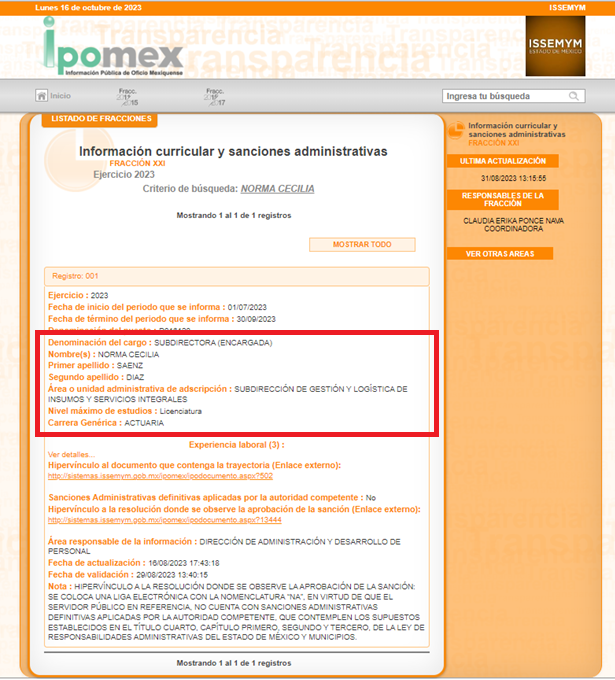 Lunes 16 de octubre de 2023
ISSEMYM
ipomex
Información Pública de Oficio Mexiquense
ISSEMYM
ESTADO DE MÉXICO
Inicio
Fracc.
2015
Fracc.
2017
Ingresa tu búsqueda
LISTADO DE FRACCIONES
Información curricular y sanciones administrativas
FRACCIÓN XXI
Ejercicio 2023
Criterio de búsqueda: NORMA CECILIA
Mostrando 1 al 1 de 1 registros
MOSTRAR TODO
Registro: 001
Ejercicio : 2023
Fecha de inicio del periodo que se informa : 01/07/2023
Fecha de término del periodo que se informa : 30/09/2023
Denominación del cargo : SUBDIRECTORA (ENCARGADA)
Nombre(s) : NORMA CECILIA
Primer apellido : SAENZ
Segundo apellido : DIAZ
Área o unidad administrativa de adscripción : SUBDIRECCIÓN DE GESTIÓN Y LOGÍSTICA DE
INSUMOS Y SERVICIOS INTEGRALES
Nivel máximo de estudios : Licenciatura
Carrera Genérica : ACTUARIA
Experiencia laboral (3) :
Ver detalles...
Hipervínculo al documento que contenga la trayectoria (Enlace externo):
http://sistemas.issemym.gob.mx/ipomex/ipodocumento.aspx?502
Sanciones Administrativas definitivas aplicadas por la autoridad competente : No
Hipervínculo a la resolución donde se observe la aprobación de la sanción (Enlace externo):
http://sistemas.issemym.gob.mx/ipomex/ipodocumento.aspx?13444
Área responsable de la información : DIRECCIÓN DE ADMINISTRACIÓN Y DESARROLLO DE
PERSONAL
Fecha de actualización : 16/08/2023 17:43:18
Fecha de validación : 29/08/2023 13:40:15
Nota : HIPERVÍNCULO A LA RESOLUCIÓN DONDE SE OBSERVE LA APROBACIÓN DE LA SANCIÓN:
SE COLOCA UNA LIGA ELECTRÓNICA CON LA NOMENCLATURA "NA", EN VIRTUD DE QUE EL
SERVIDOR PÚBLICO EN REFERENCIA, NO CUENTA CON SANCIONES ADMINISTRATIVAS
DEFINITIVAS APLICADAS POR LA AUTORIDAD COMPETENTE, QUE CONTEMPLEN LOS SUPUESTOS
ESTABLECIDOS EN EL TÍTULO CUARTO, CAPÍTULO PRIMERO, SEGUNDO Y TERCERO, DE LA LEY DE
RESPONSABILIDADES ADMINISTRATIVAS DEL ESTADO DE MÉXICO Y MUNICIPIOS.
Mostrando 1 al 1 de 1 registros
Información curricular y
sanciones administrativas
FRACCIÓN XXI
ULTIMA ACTUALIZACIÓN
31/08/2023 13:15:55
RESPONSABLES DE LA
FRACCIÓN
CLAUDIA ERIKA PONCE NAVA
COORDINADORA
VER OTRAS AREAS